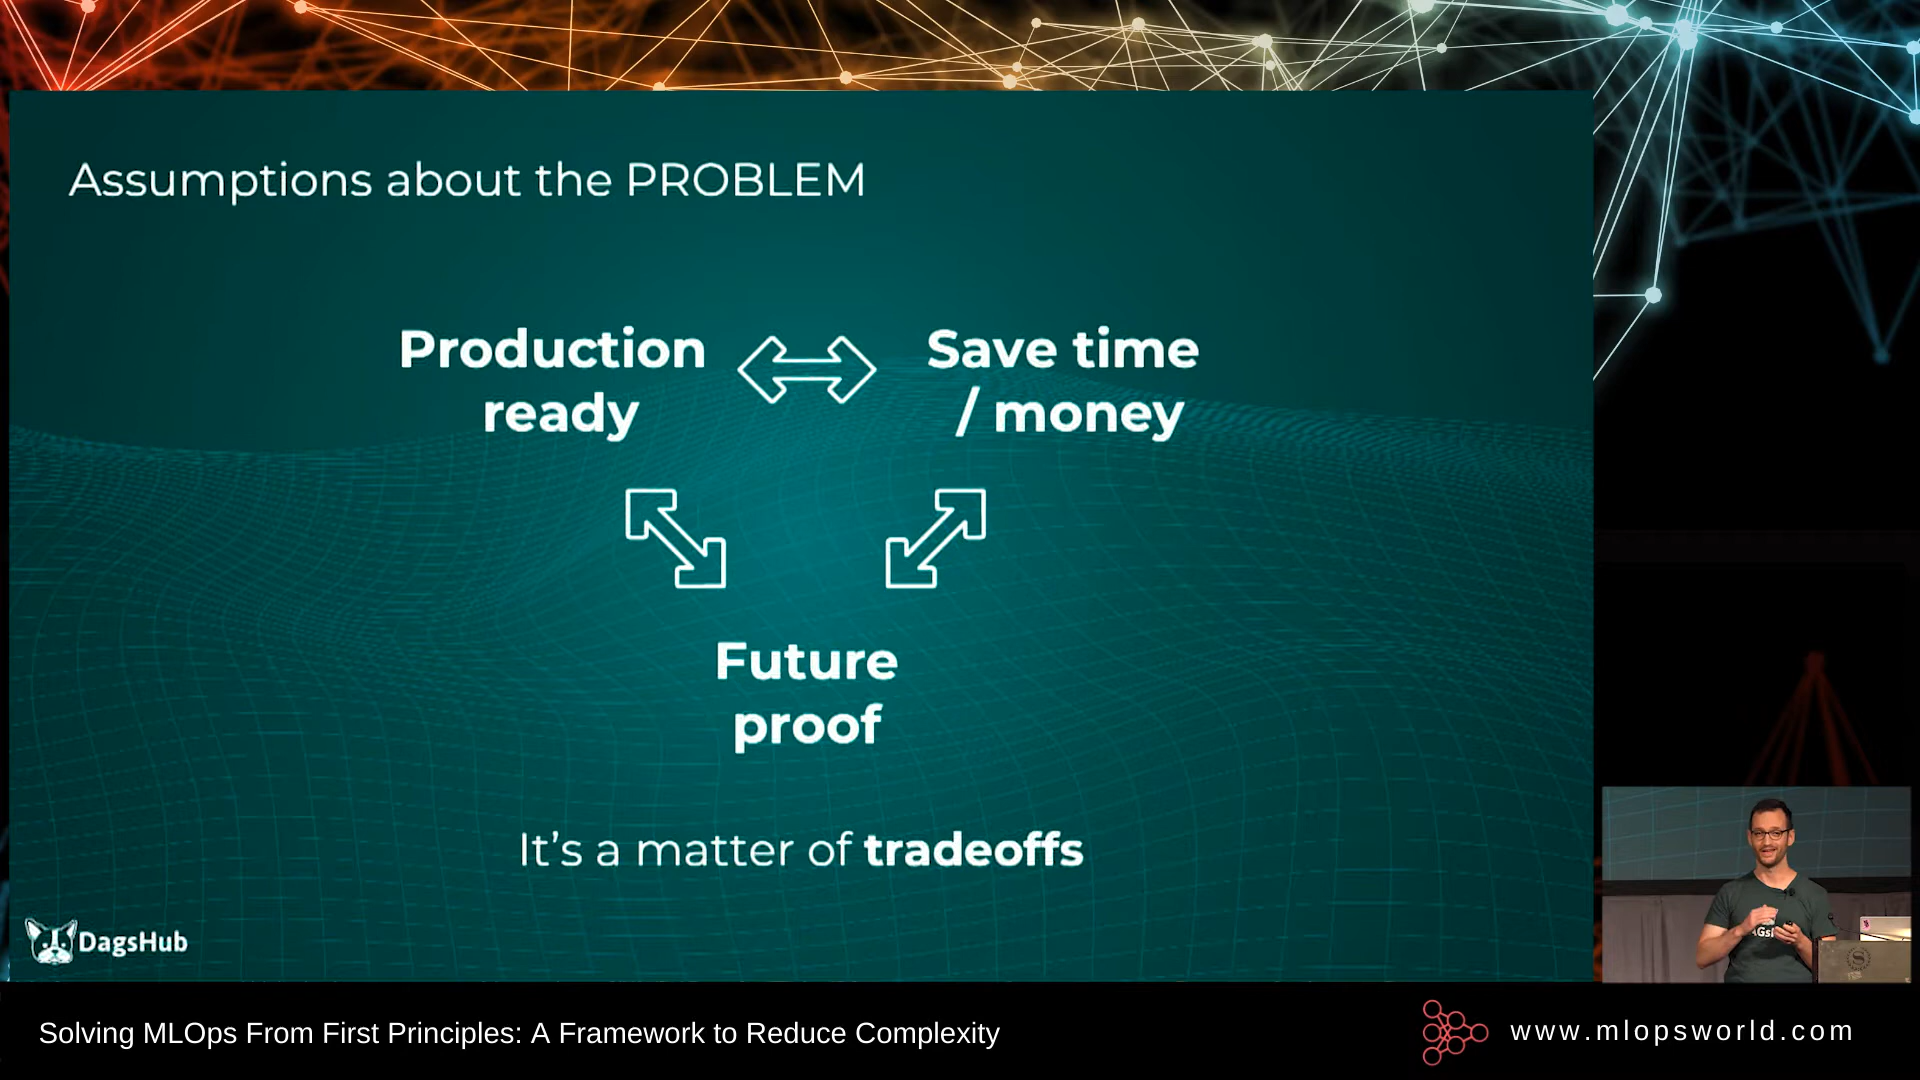 Assumptions about the PROBLEM
Production
ready
Save time
/ money
Future
proof
It’s a matter of tradeoffs
DagsHub
Solving MLOps From First Principles: A Framework to Reduce Complexity
www.mlopsworld.com